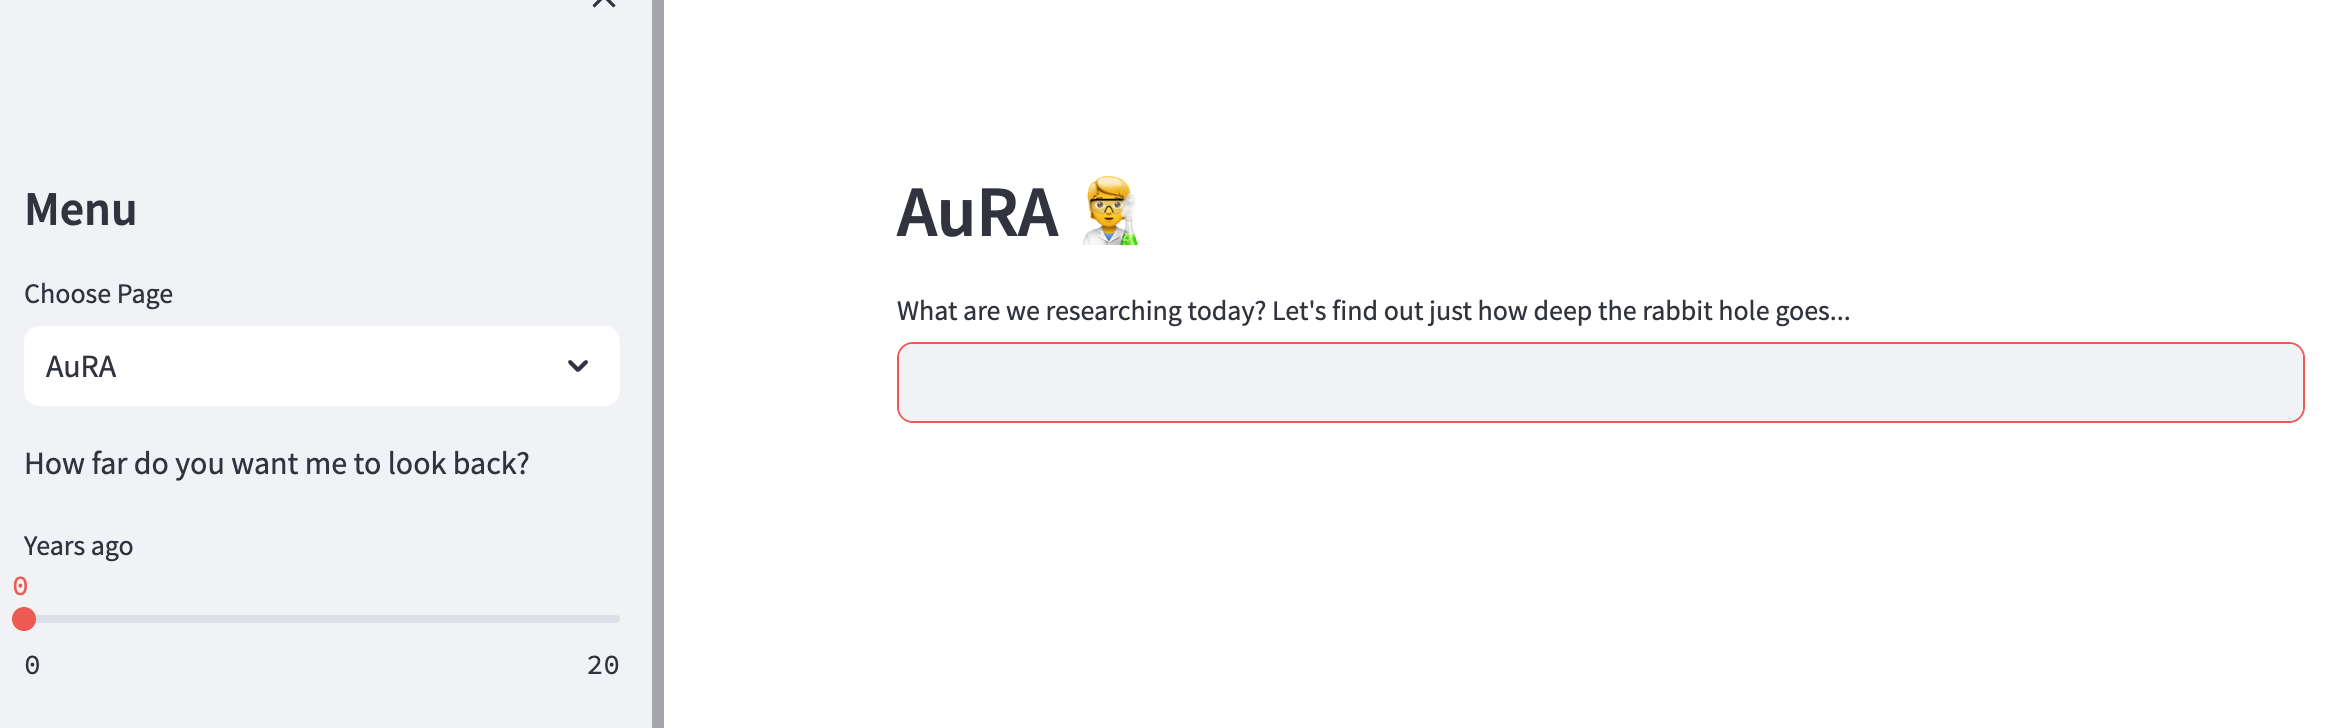 Menu
Choose Page
AuRA
How far do you want me to look back?
Years ago
0
0 20
AuRA 🧑‍🔬
What are we researching today? Let's find out just how deep the rabbit hole goes...